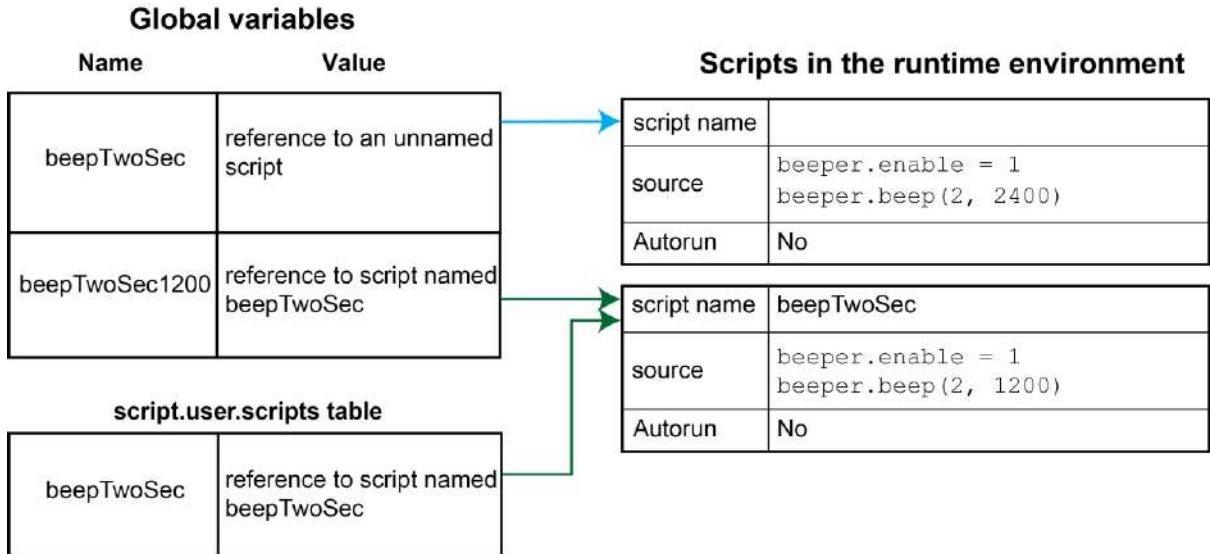 Global variables
Name Value
beepTwoSec
reference to an unnamed
script
beepTwoSec1200
reference to script named
beepTwoSec
script.user.scripts table
beepTwoSec
reference to script named
beepTwoSec
Scripts in the runtime environment
script name
source
beeper.enable = 1
beeper.beep(2, 2400)
Autorun No
script name beepTwoSec
source
beeper.enable = 1
beeper.beep(2, 1200)
Autorun No